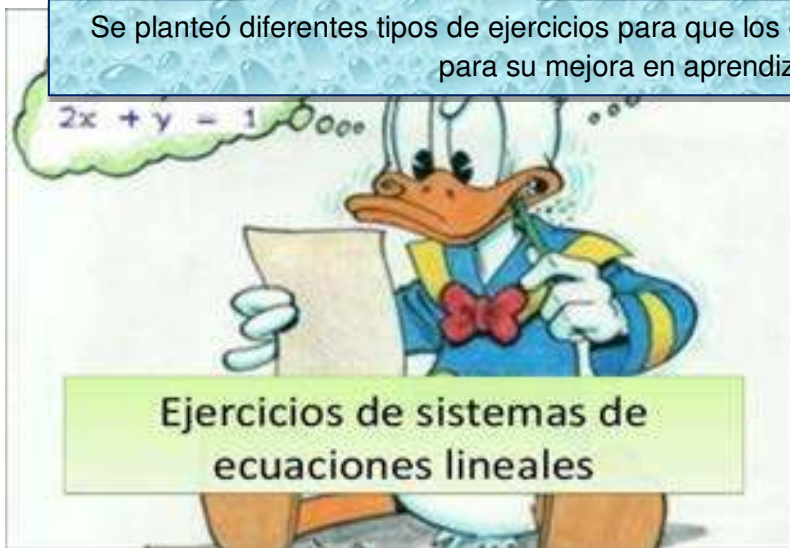 Se planteó diferentes tipos de ejercicios para que los
para su mejora en
2x + y = 1
Ejercicios de sistemas de
ecuaciones lineales